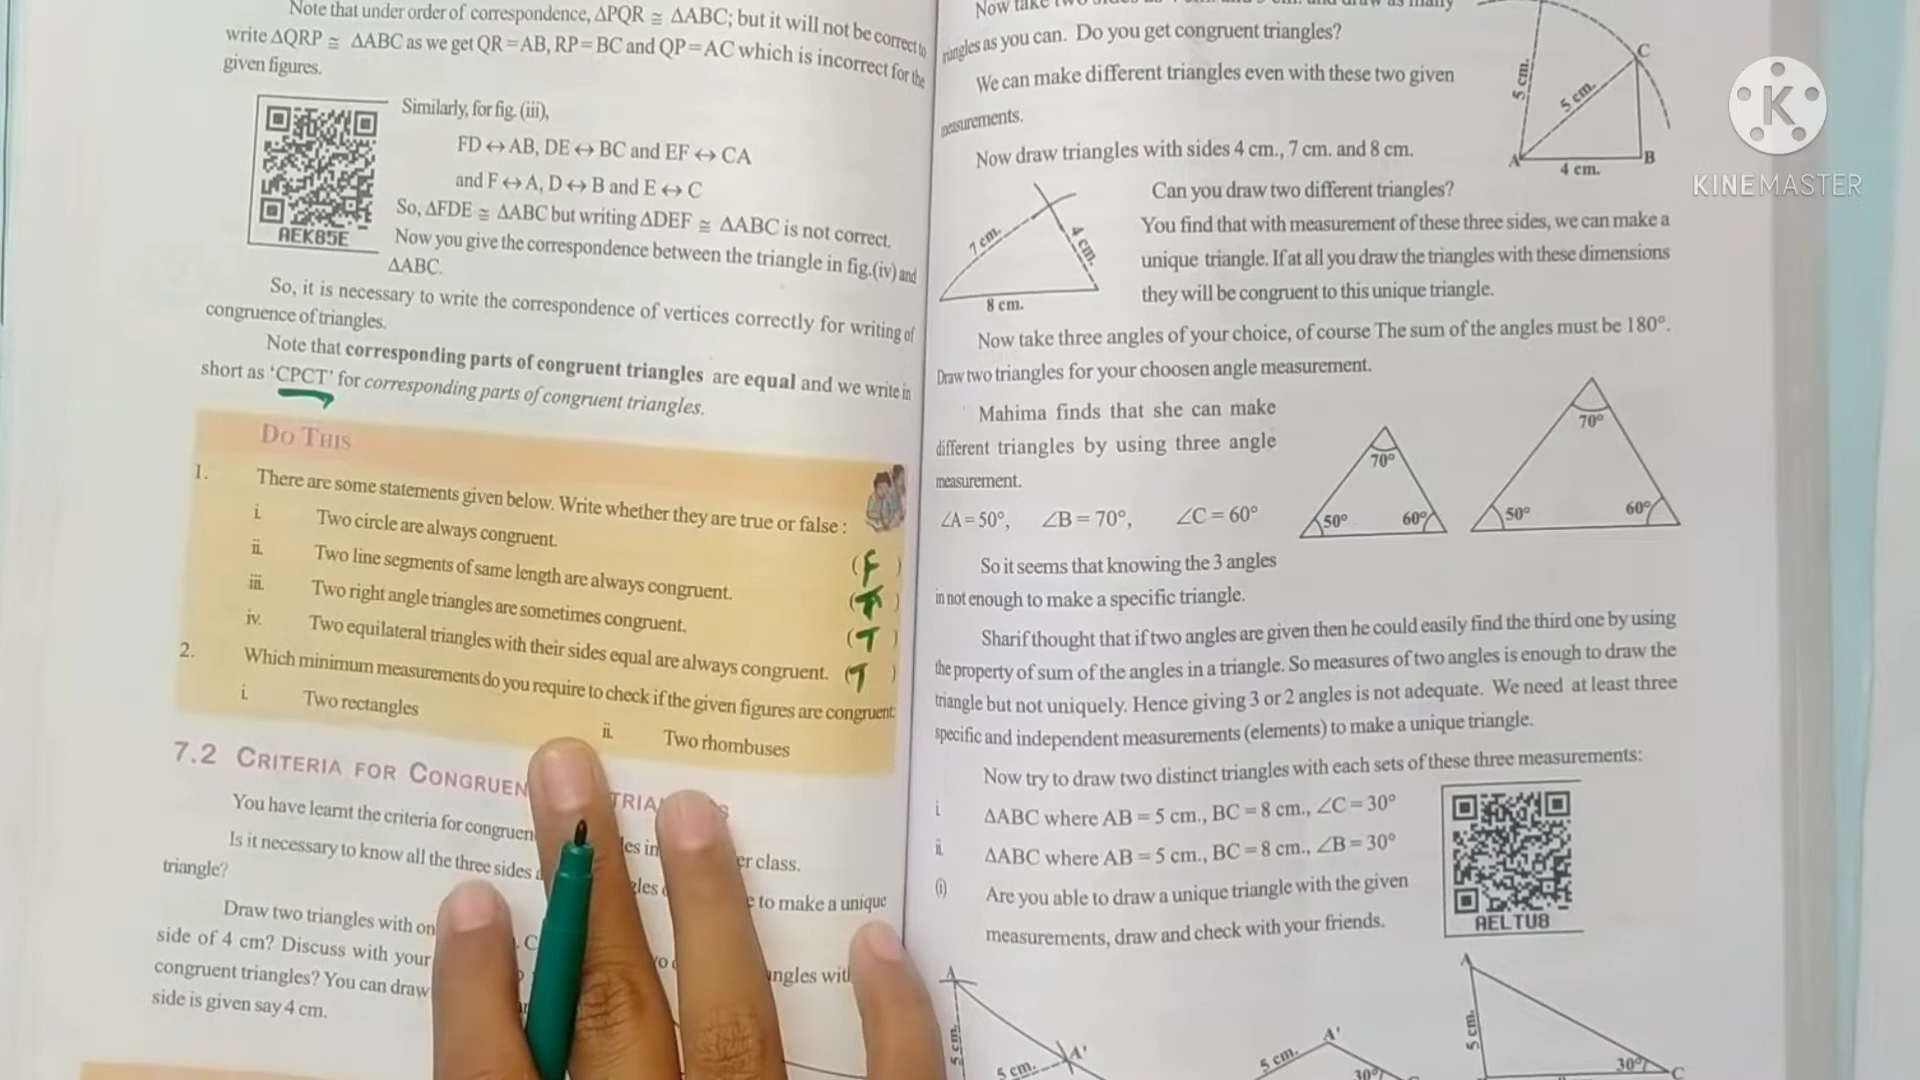 Note that under order of correspondence, ΔPQR ≅ ΔABC; but it will not be correct to
write ΔQRP ≅ ΔABC as we get QR = AB, RP = BC and QP = AC which is incorrect for the
given figures.
AEK85E
Similarly, for fig. (iii),
FD ↔ AB, DE ↔ BC and EF ↔ CA
and F ↔ A, D ↔ B and E ↔ C
So, ΔFDE ≅ ΔABC but writing ΔDEF ≅ ΔABC is not correct.
Now you give the correspondence between the triangle in fig.(iv) and
ΔABC.
So, it is necessary to write the correspondence of vertices correctly for writing of
congruence of triangles.
Note that corresponding parts of congruent triangles are equal and we write in
short as 'CPCT' for corresponding parts of congruent triangles.
DO THIS
1. There are some statements given below. Write whether they are true or false :
i. Two circle are always congruent. (F)
ii. Two line segments of same length are always congruent. (T)
iii. Two right angle triangles are sometimes congruent. (T)
iv. Two equilateral triangles with their sides equal are always congruent. (T)
2. Which minimum measurements do you require to check if the given figures are congruent:
i. Two rectangles ii. Two rhombuses
7.2 CRITERIA FOR CONGRUEN
You have learnt the criteria for congruen er class.
Is it necessary to know all the three sides to make a unique
triangle?
Draw two triangles with on
side of 4 cm? Discuss with your angles with
congruent triangles? You can draw
side is given say 4 cm.
triangles as you can. Do you get congruent triangles?
We can make different triangles even with these two given
measurements.
5 cm.
5 cm.
C
A
B
4 cm.
KINEMASTER
Now draw triangles with sides 4 cm., 7 cm. and 8 cm.
7 cm.
4 cm.
8 cm.
Can you draw two different triangles?
You find that with measurement of these three sides, we can make a
unique triangle. If at all you draw the triangles with these dimensions
they will be congruent to this unique triangle.
Now take three angles of your choice, of course The sum of the angles must be 180°.
Draw two triangles for your choosen angle measurement.
Mahima finds that she can make
different triangles by using three angle
measurement.
∠A = 50°, ∠B = 70°, ∠C = 60°
70°
50°
60°
70°
50°
60°
So it seems that knowing the 3 angles
in not enough to make a specific triangle.
Sharif thought that if two angles are given then he could easily find the third one by using
the property of sum of the angles in a triangle. So measures of two angles is enough to draw the
triangle but not uniquely. Hence giving 3 or 2 angles is not adequate. We need at least three
specific and independent measurements (elements) to make a unique triangle.
Now try to draw two distinct triangles with each sets of these three measurements:
i. ΔABC where AB = 5 cm., BC = 8 cm., ∠C = 30°
ii. ΔABC where AB = 5 cm., BC = 8 cm., ∠B = 30°
(i) Are you able to draw a unique triangle with the given
measurements, draw and check with your friends.
AELTU8
A
5 cm.
5 cm.
A'
5 cm.
A'
30°
A
5 cm.
30°
C